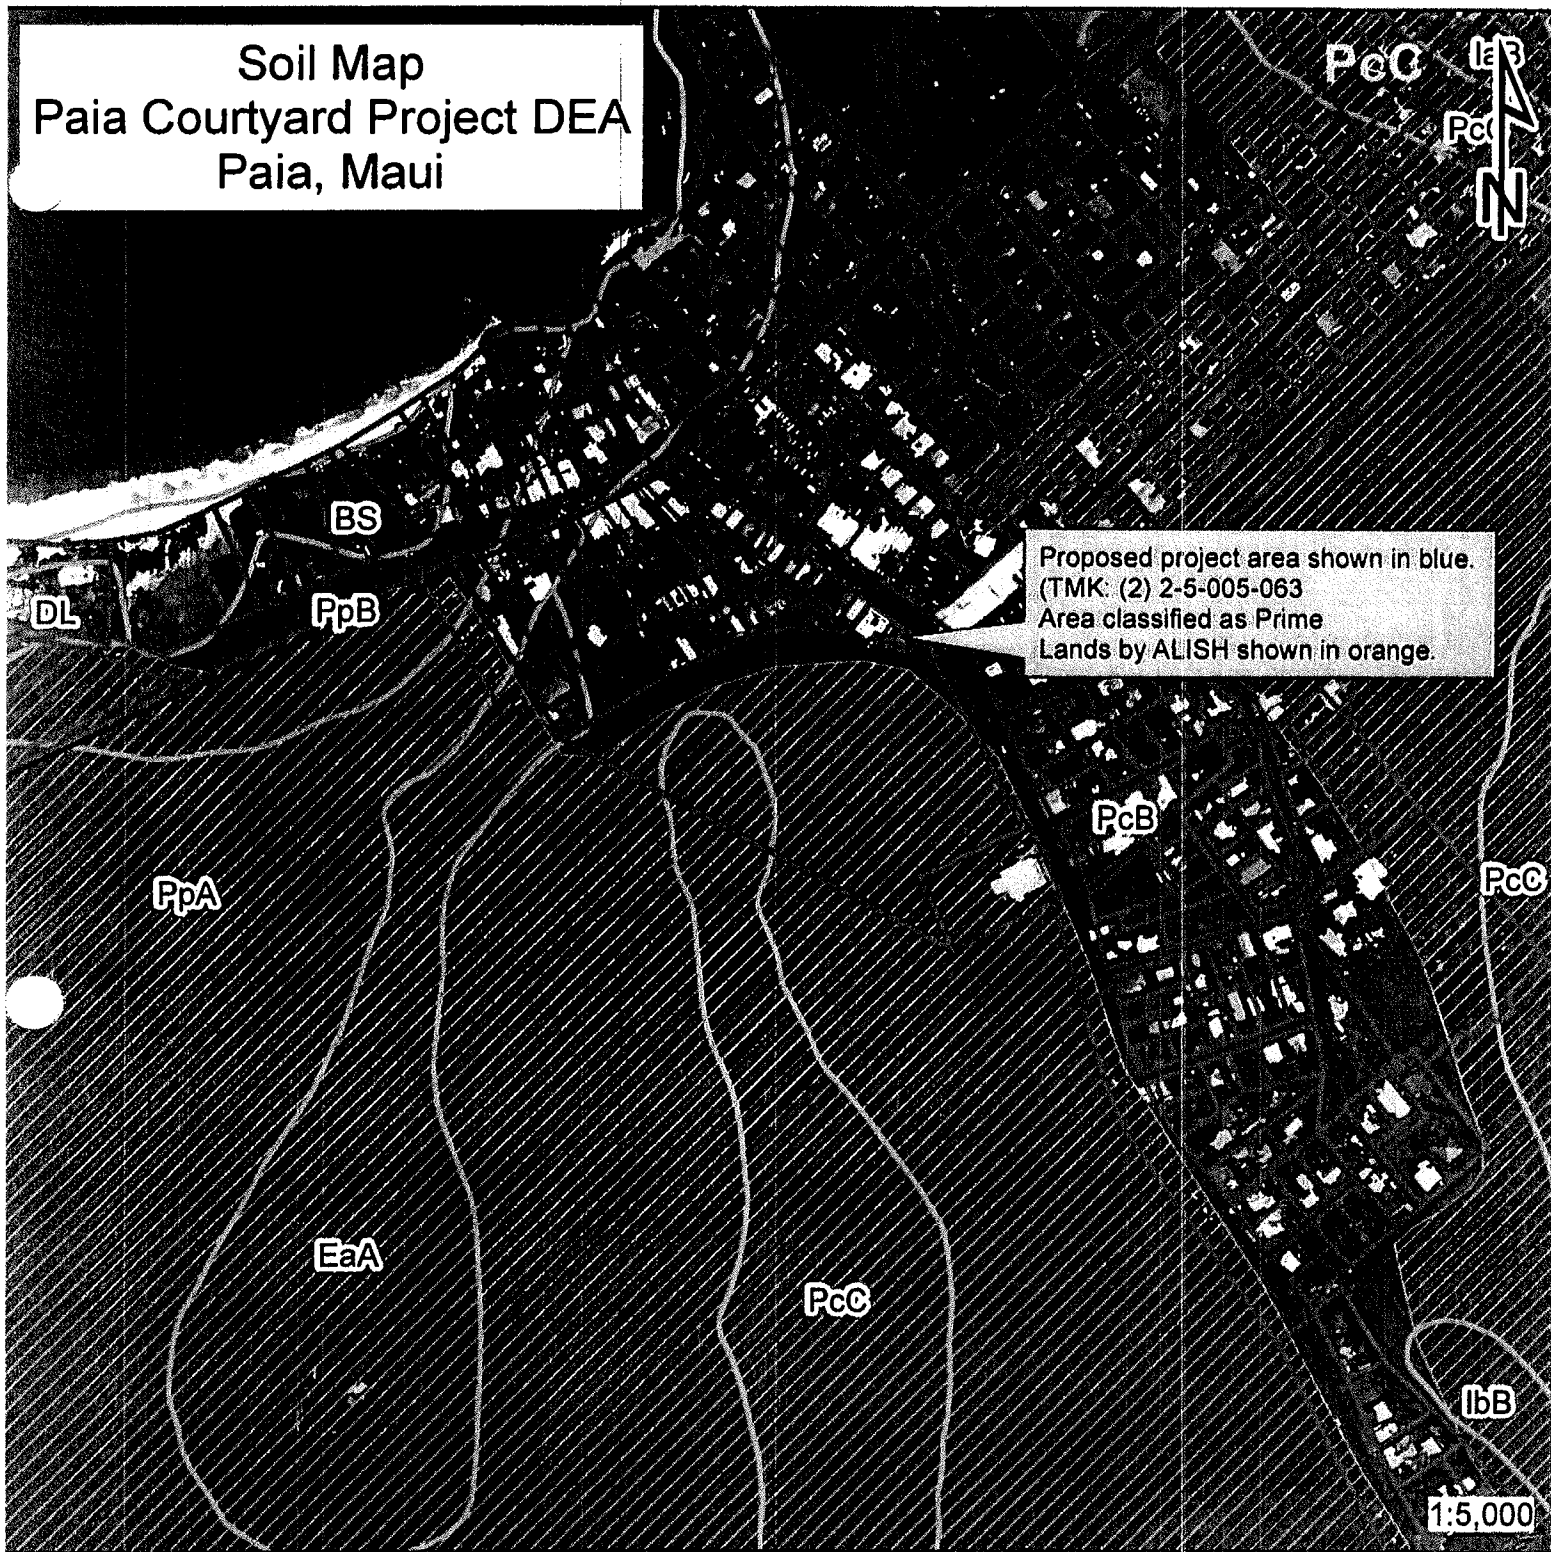 Soil Map
Paia Courtyard Project DEA
Paia, Maui
PcC
IaB
N
BS
DL
PpB
Proposed project area shown in blue.
(TMK: (2) 2-5-005-063
Area classified as Prime
Lands by ALISH shown in orange.
PcB
PpA
PcC
EaA
PcC
IbB
1:5,000